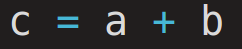 c = a + b